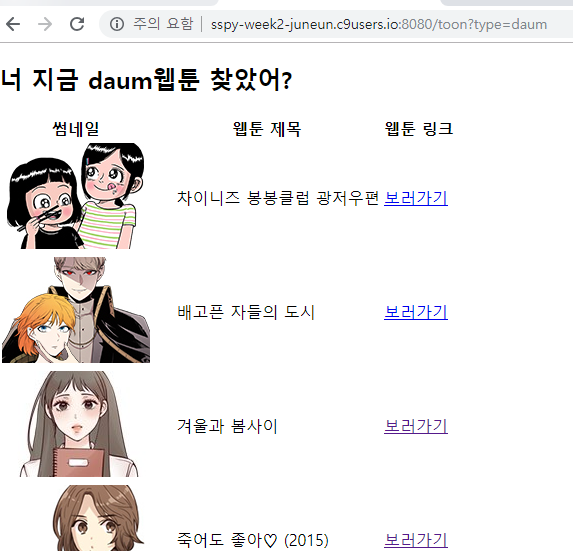 주의 요함 | sspy-week2-juneun.c9users.io:8080/toon?type=daum
너 지금 daum웹툰 찾았어?
썸네일 웹툰 제목 웹툰 링크
차이니즈 봉봉클럽 광저우편 보러가기
배고픈 자들의 도시 보러가기
겨울과 봄사이 보러가기
죽어도 좋아♡ (2015) 보러가기